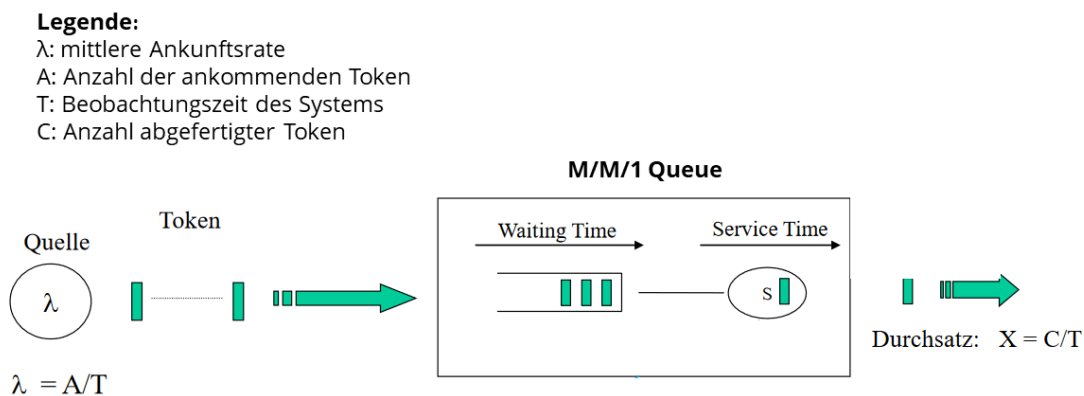 Legende:
λ: mittlere Ankunftsrate
A: Anzahl der ankommenden Token
T: Beobachtungszeit des Systems
C: Anzahl abgefertigter Token
M/M/1 Queue
Token
Quelle
Waiting Time
Service Time
λ
S
Durchsatz: X = C/T
λ = A/T